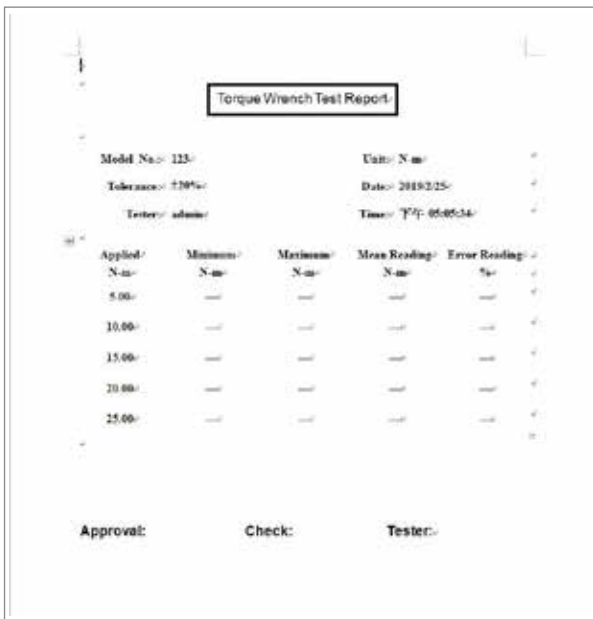 Torque Wrench Test Report
Model No.: 123 Unit: N-m
Tolerance: ±20% Date: 2019/2/25
Tester: admin Time: 下午 05:05:34
Applied Minimum Maximum Mean Reading Error Reading
N-m N-m N-m N-m %
5.00 ---- ---- ---- ----
10.00 ---- ---- ---- ----
15.00 ---- ---- ---- ----
20.00 ---- ---- ---- ----
25.00 ---- ---- ---- ----
Approval: Check: Tester: